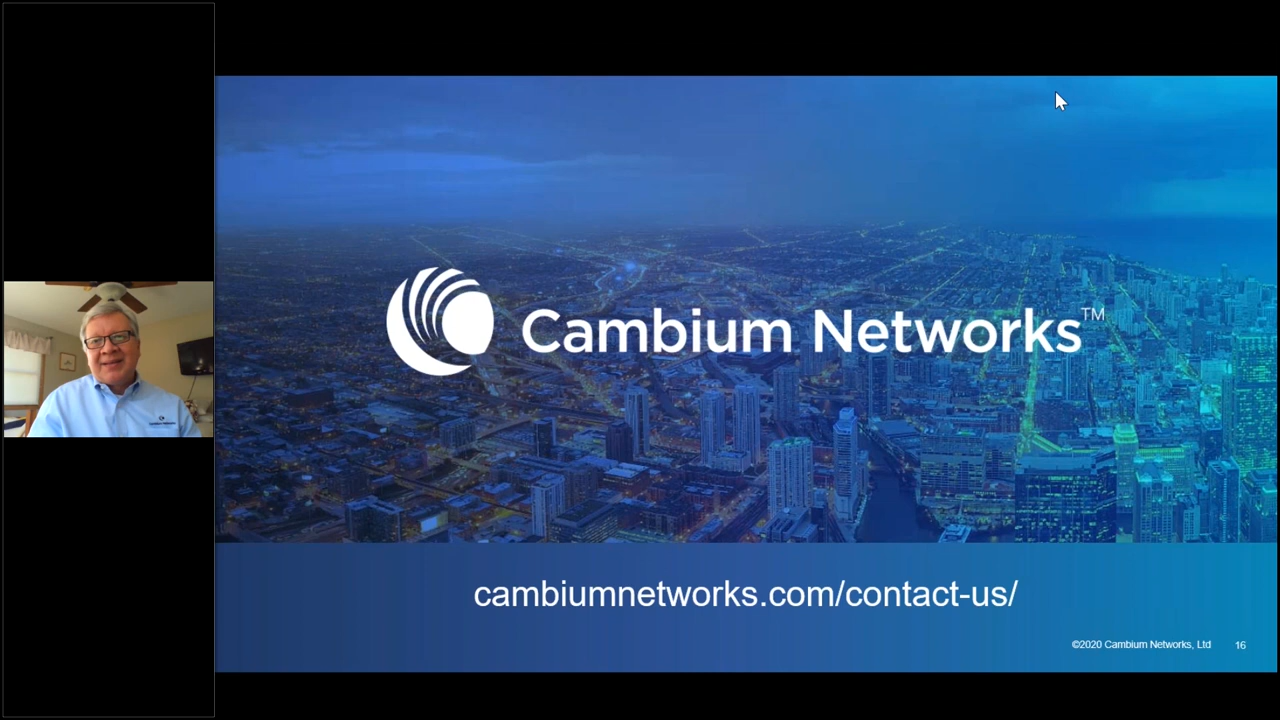 Cambium Networks™
cambiumnetworks.com/contact-us/
©2020 Cambium Networks, Ltd 16